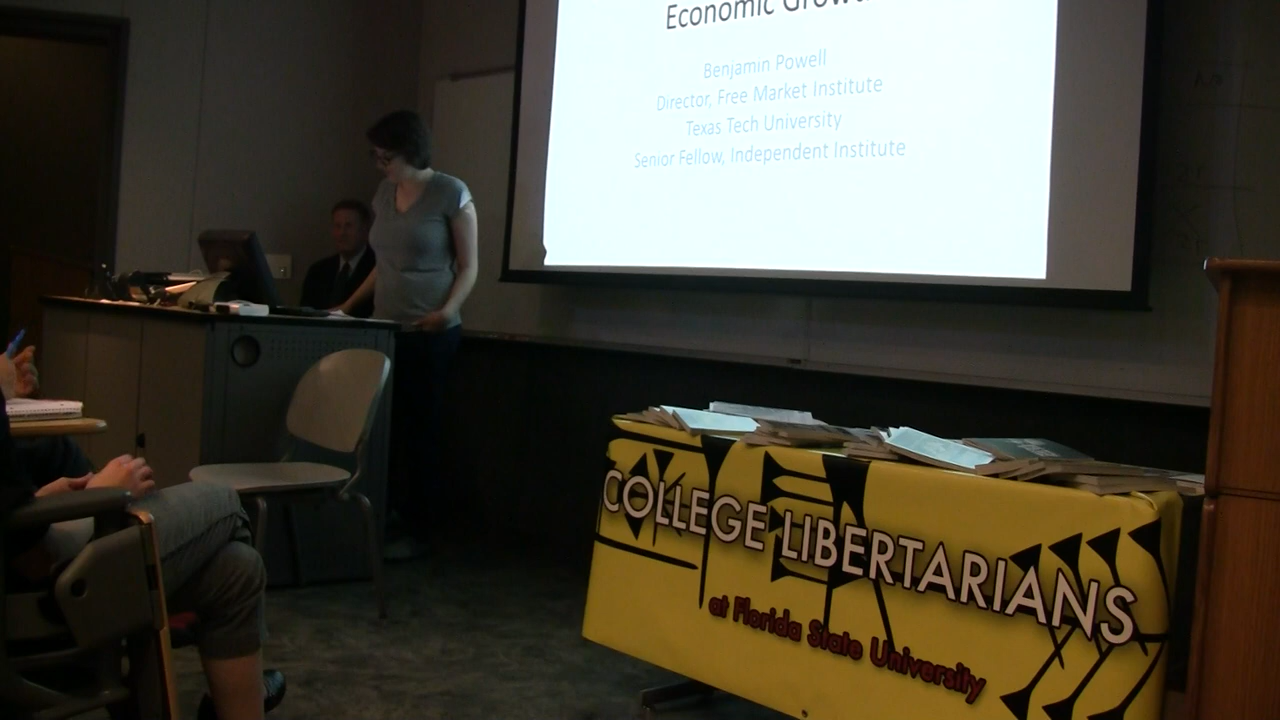 Economic Growth
Benjamin Powell
Director, Free Market Institute
Texas Tech University
Senior Fellow, Independent Institute
COLLEGE LIBERTARIANS
at Florida State University